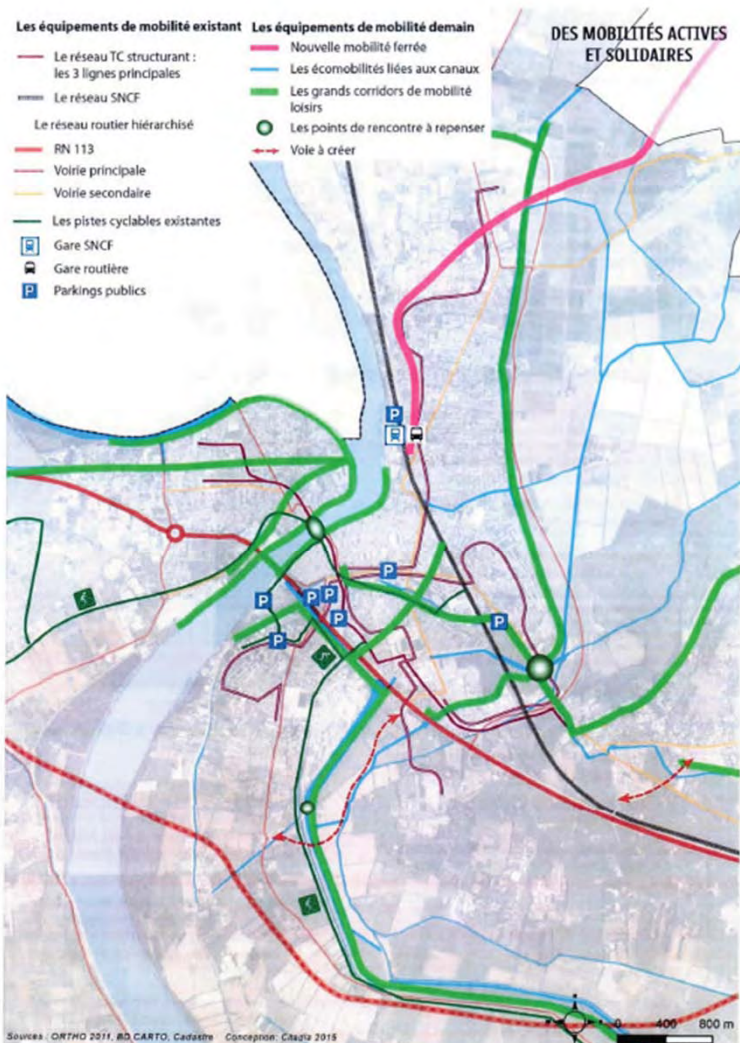 DES MOBILITÉS ACTIVES
ET SOLIDAIRES
Les équipements de mobilité existant
Le réseau TC structurant :
les 3 lignes principales
Le réseau SNCF
Le réseau routier hiérarchisé
RN 113
Voirie principale
Voirie secondaire
Les pistes cyclables existantes
Gare SNCF
Gare routière
P Parkings publics
Les équipements de mobilité demain
Nouvelle mobilité ferrée
Les écomobilités liées aux canaux
Les grands corridors de mobilité
loisirs
Les points de rencontre à repenser
Voie à créer
P
P
P
P
P
P
P
P
0 400 800 m
Sources : ORTHO 2011, BD CARTO, Cadastre Conception: Citadia 2015